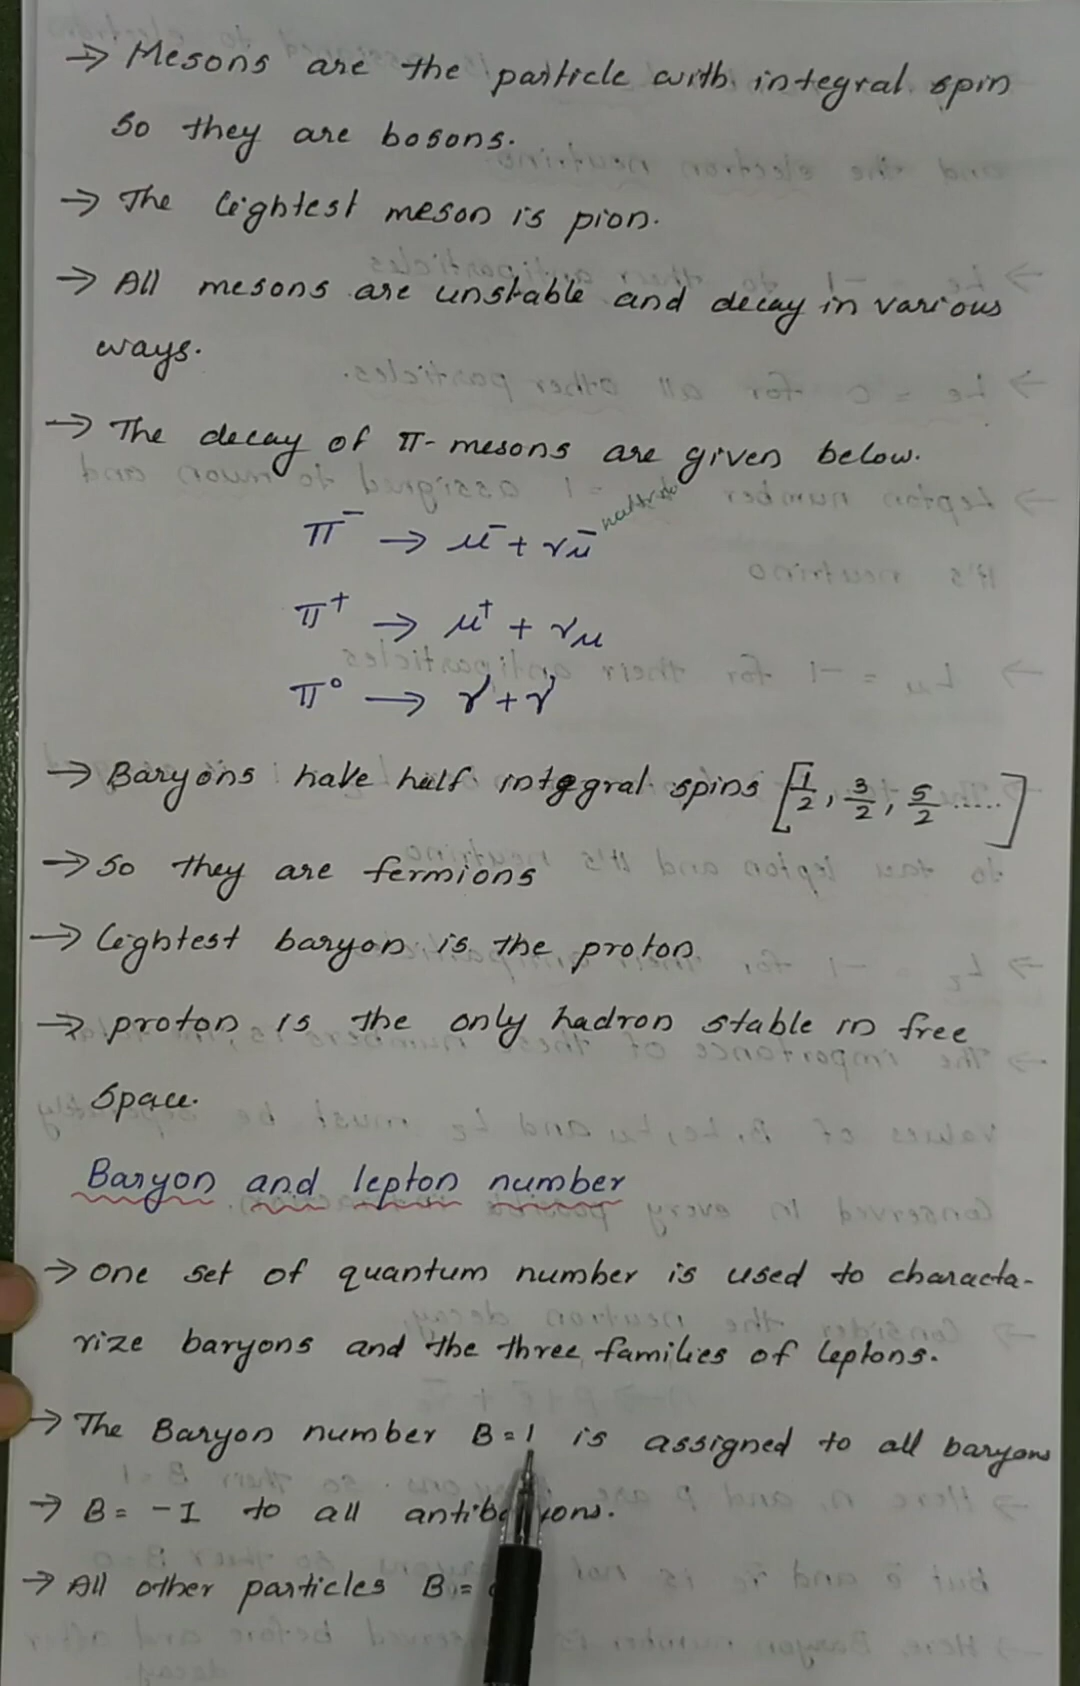 → Mesons are the particle with integral spin
so they are bosons.
→ The lightest meson is pion.
→ All mesons are unstable and decay in various
ways.
→ The decay of π- mesons are given below.
π⁻ → μ⁻ + νμ̄
π⁺ → μ⁺ + νμ
π⁰ → γ + γ
→ Baryons have half integral spins [1/2, 3/2, 5/2 .....]
→ so they are fermions
→ lightest baryon is the proton
→ proton is the only hadron stable in free
space.
Baryon and lepton number
→ one set of quantum number is used to characta-
rize baryons and the three families of leptons.
→ The Baryon number B = 1 is assigned to all baryons
→ B = -1 to all
→ All other particles B =